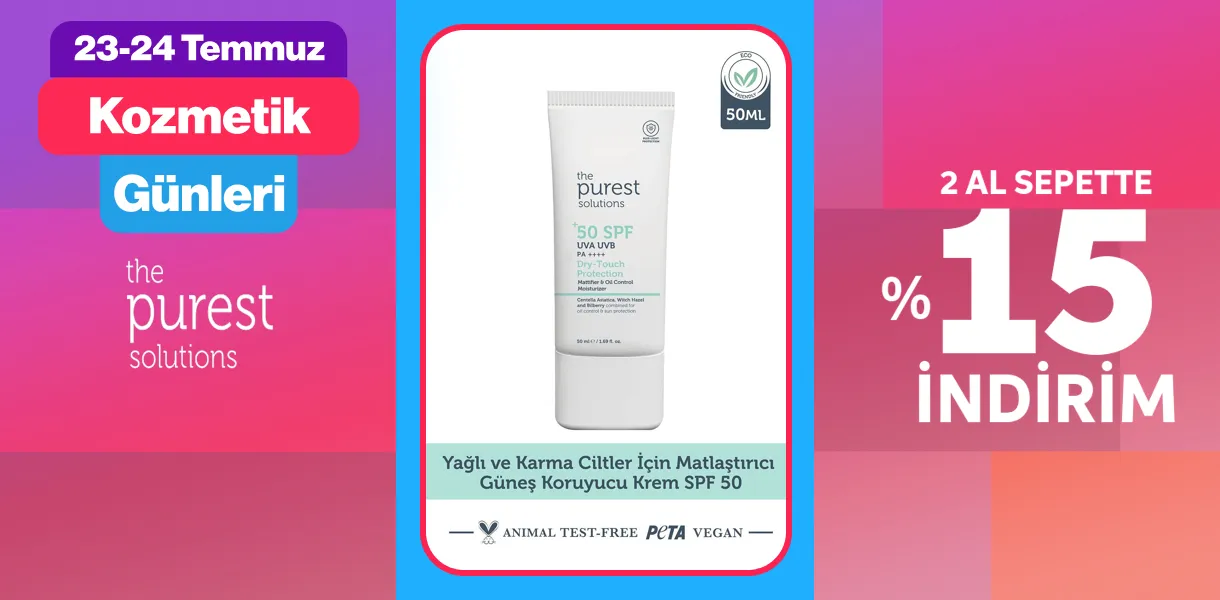 23-24 Temmuz
Kozmetik
Günleri
the
purest
solutions
ECO
FRIENDLY
50ML
the
purest
solutions
+50 SPF
UVA UVB
PA ++++
Dry-Touch
Protection
Mattifier & Oil Control
Moisturizer
Centella Asiatica, Witch Hazel
and Bilberry combined for
oil control & sun protection
50 ml ℮ / 1.69 fl. oz.
Yağlı ve Karma Ciltler İçin Matlaştırıcı
Güneş Koruyucu Krem SPF 50
ANIMAL TEST-FREE PETA VEGAN
2 AL SEPETTE
%15
İNDİRİM